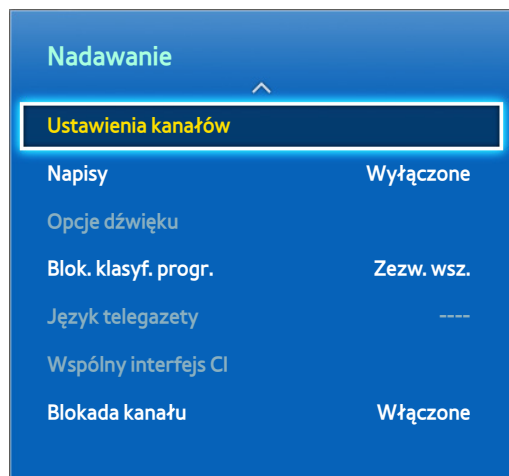 Nadawanie
Ustawienia kanałów
Napisy Wyłączone
Opcje dźwięku
Blok. klasyf. progr. Zezw. wsz.
Język telegazety ----
Wspólny interfejs CI
Blokada kanału Włączone